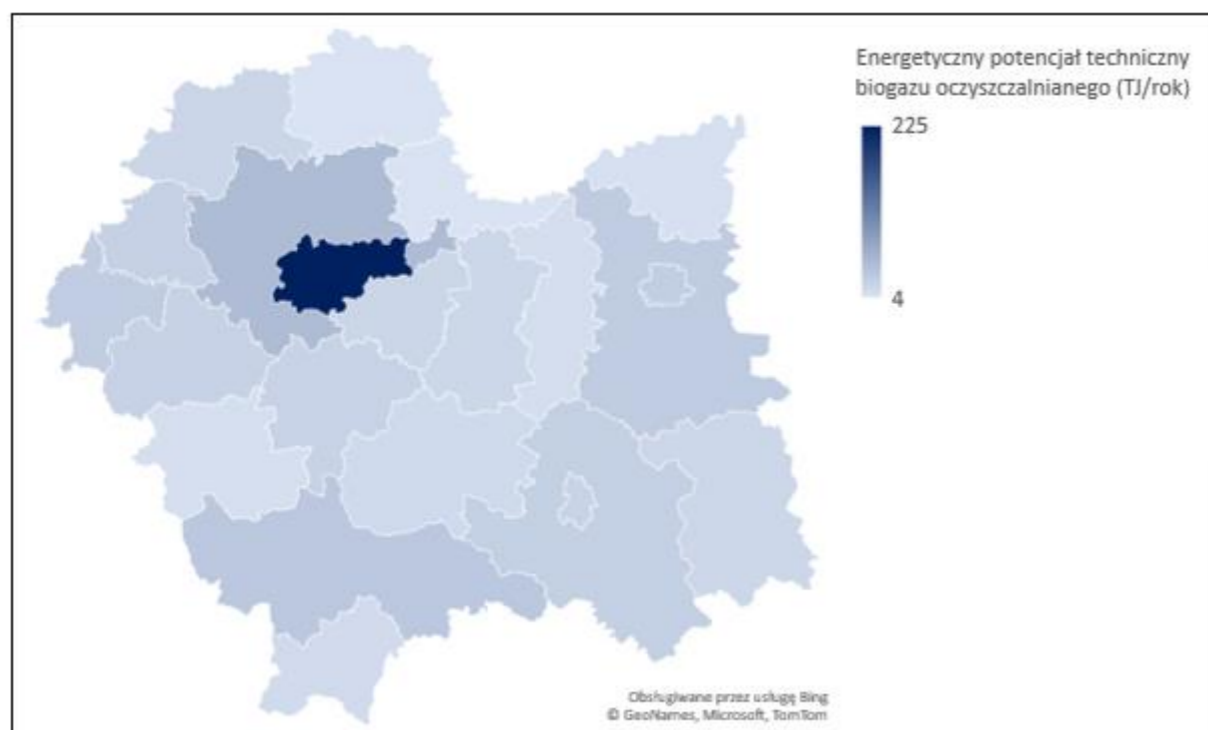 Energetyczny potencjał techniczny
biogazu oczyszczalnianego (TJ/rok)
225
4
Obsługiwane przez usługę Bing
© GeoNames, Microsoft, TomTom